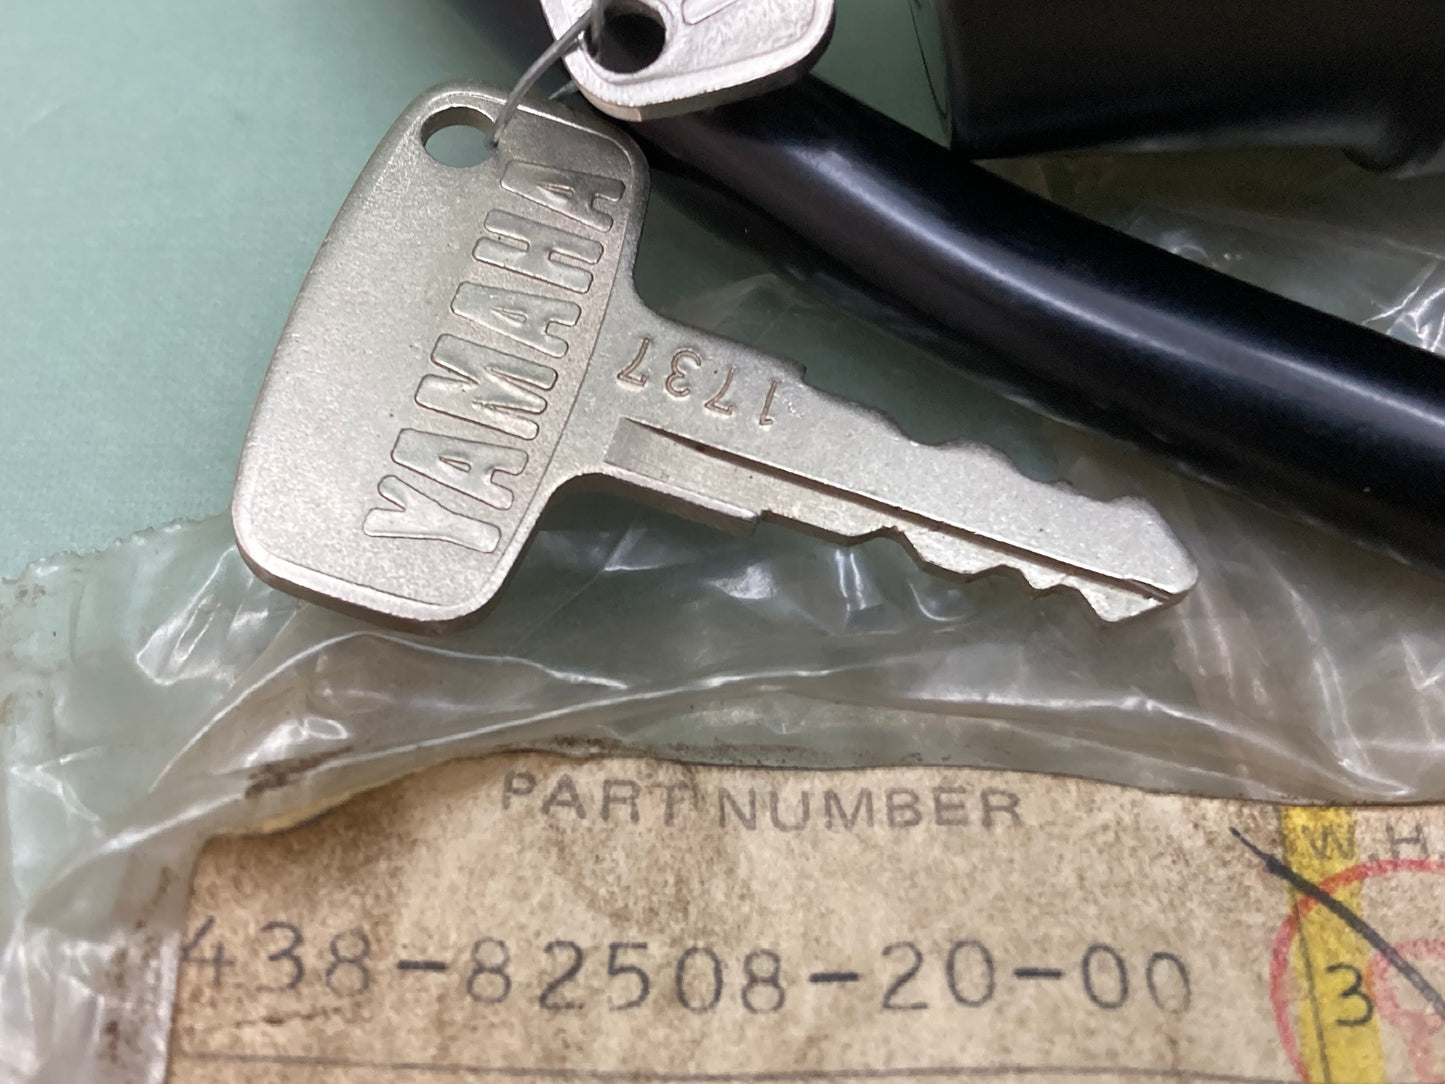 YAMAHA
1737
PART NUMBER
W.H.
438-82508-20-00
3